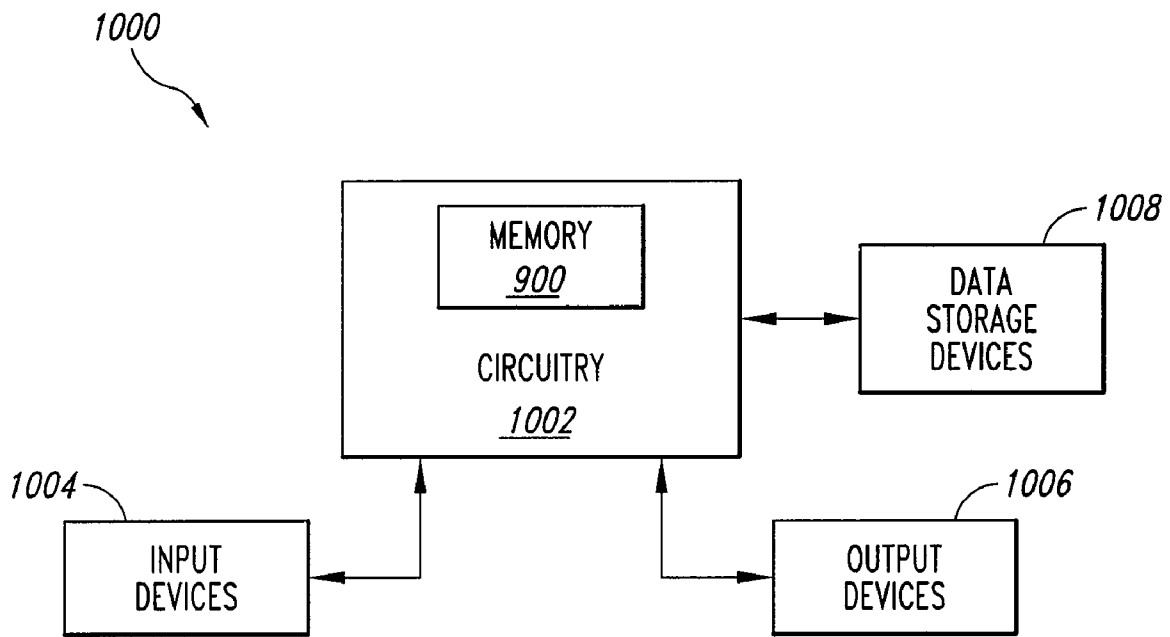 1000
MEMORY
900
1008
DATA
STORAGE
DEVICES
CIRCUITRY
1002
1004
INPUT
DEVICES
1006
OUTPUT
DEVICES